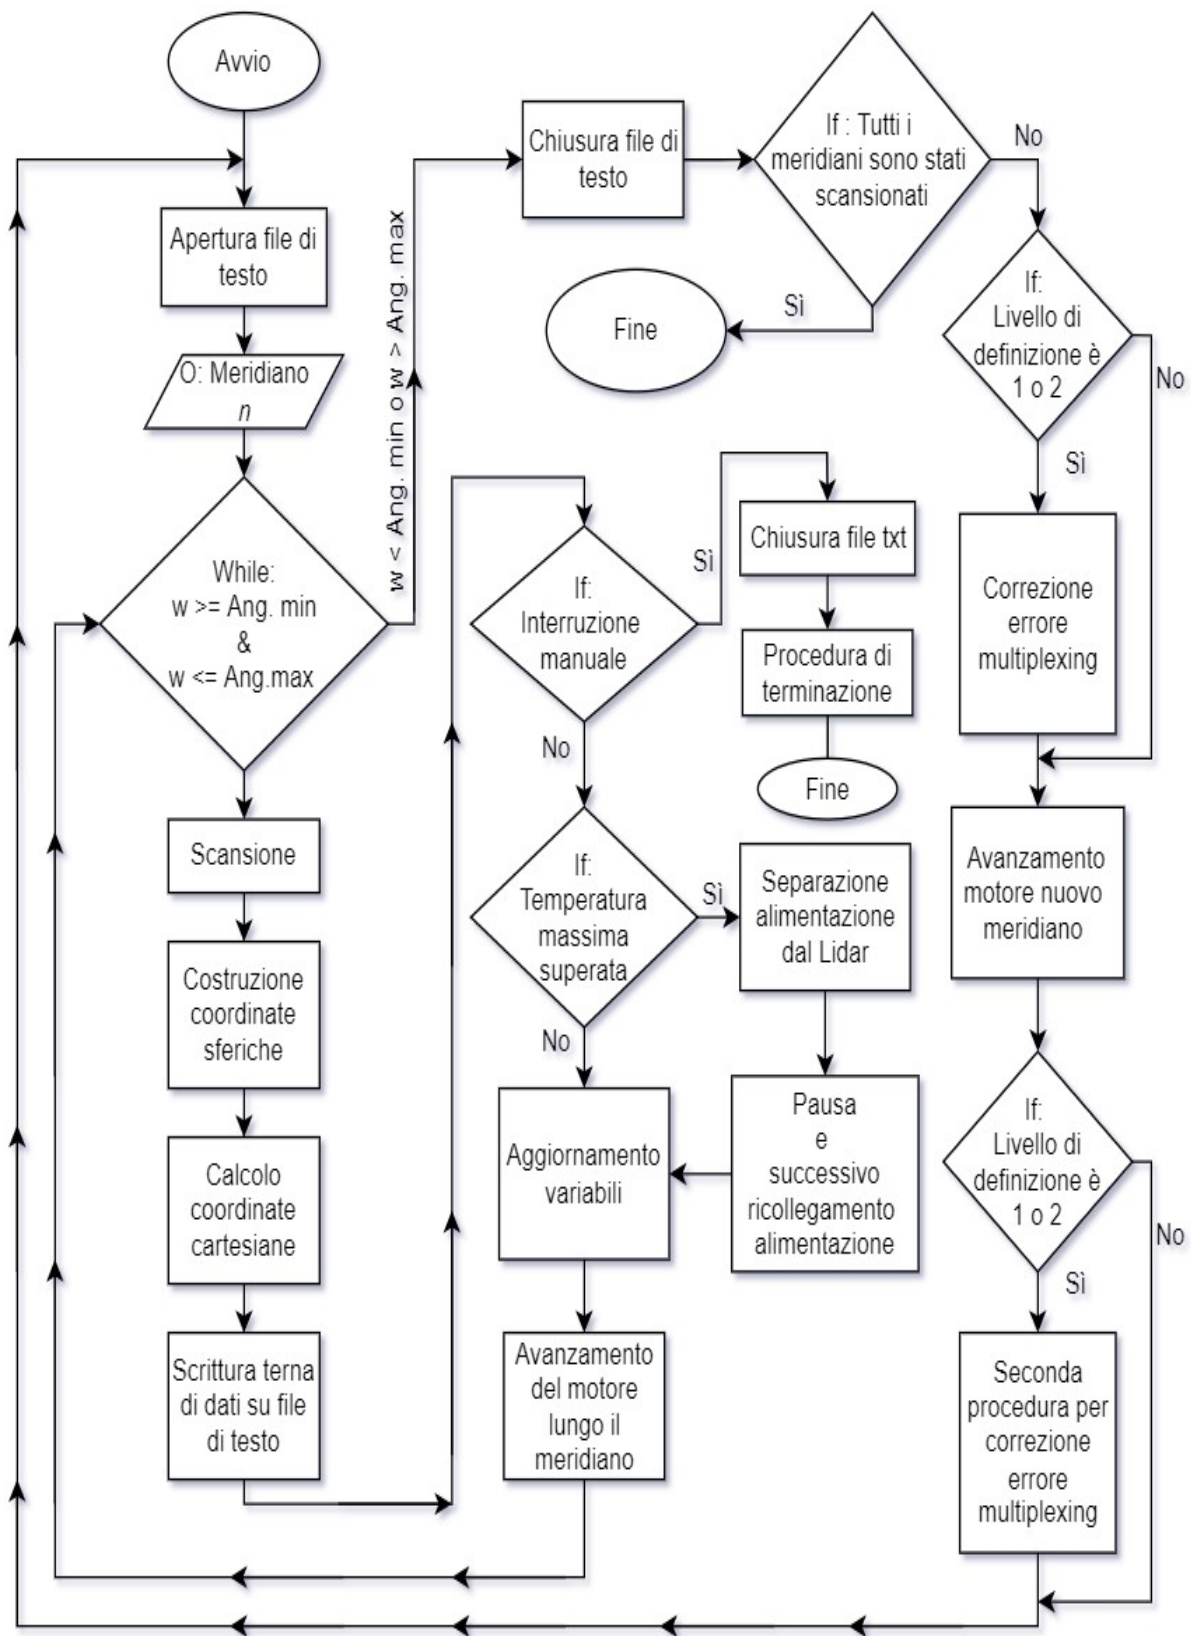 Avvio
Apertura file di
testo
O: Meridiano
n
While:
w >= Ang. min
&
w <= Ang.max
Scansione
Costruzione
coordinate
sferiche
Calcolo
coordinate
cartesiane
Scrittura terna
di dati su file
di testo
w < Ang. min o w > Ang. max
Chiusura file di
testo
If : Tutti i
meridiani sono stati
scansionati
No
Sì
Fine
If:
Interruzione
manuale
Sì
No
Chiusura file txt
Procedura di
terminazione
Fine
If:
Temperatura
massima
superata
Sì
No
Separazione
alimentazione
dal Lidar
Pausa
e
successivo
ricollegamento
alimentazione
Aggiornamento
variabili
Avanzamento
del motore
lungo il
meridiano
If:
Livello di
definizione è
1 o 2
No
Sì
Correzione
errore
multiplexing
Avanzamento
motore nuovo
meridiano
If:
Livello di
definizione è
1 o 2
No
Sì
Seconda
procedura per
correzione
errore
multiplexing